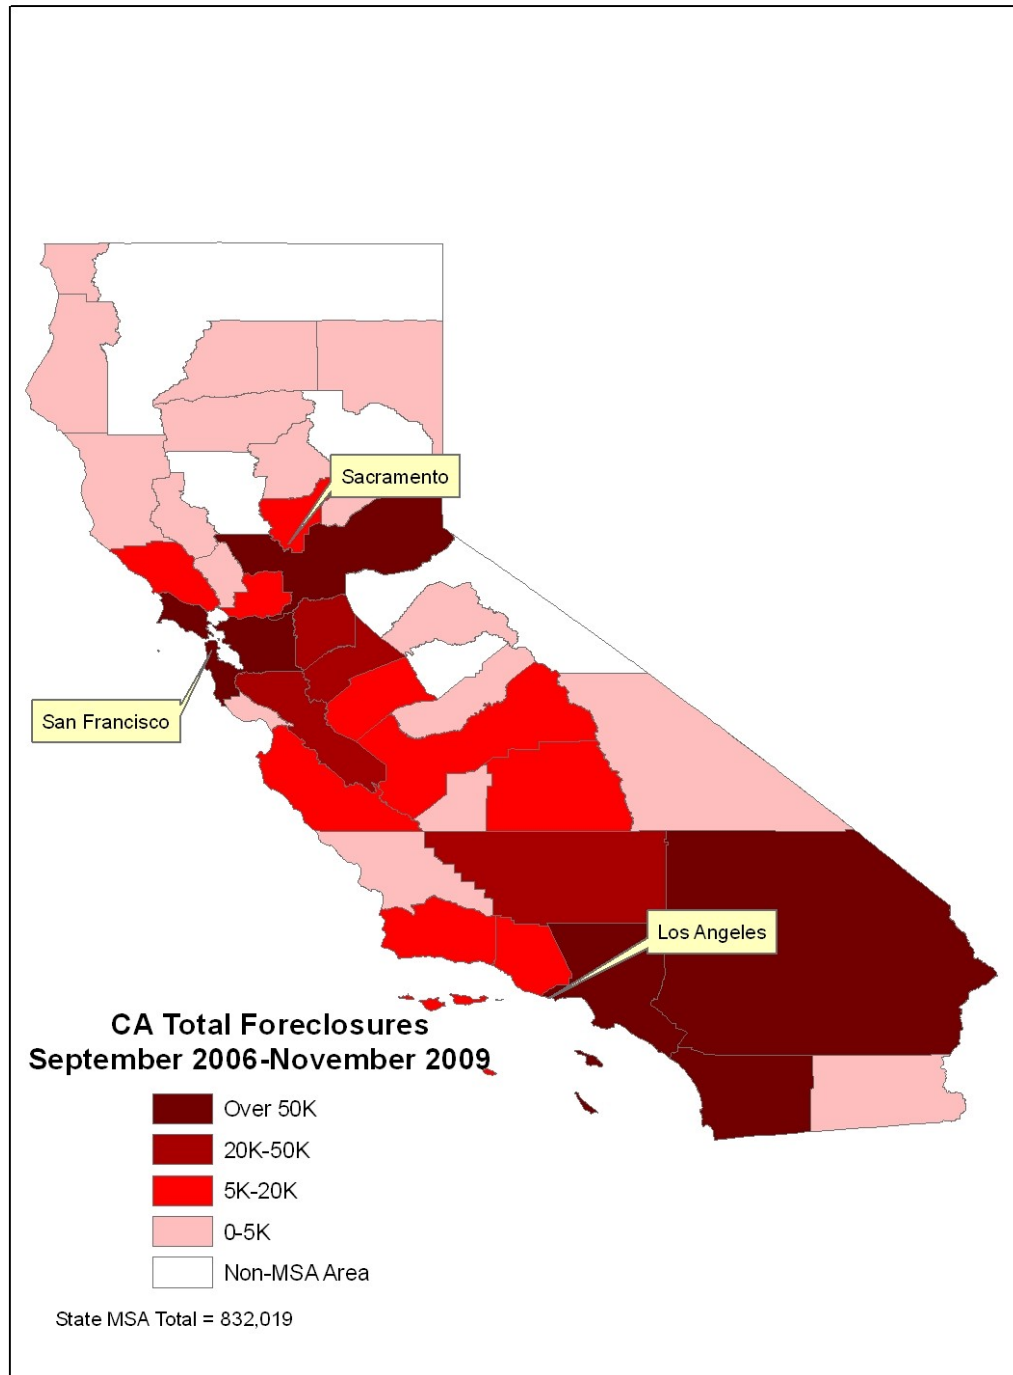 Sacramento
San Francisco
Los Angeles
CA Total Foreclosures
September 2006-November 2009
Over 50K
20K-50K
5K-20K
0-5K
Non-MSA Area
State MSA Total = 832,019